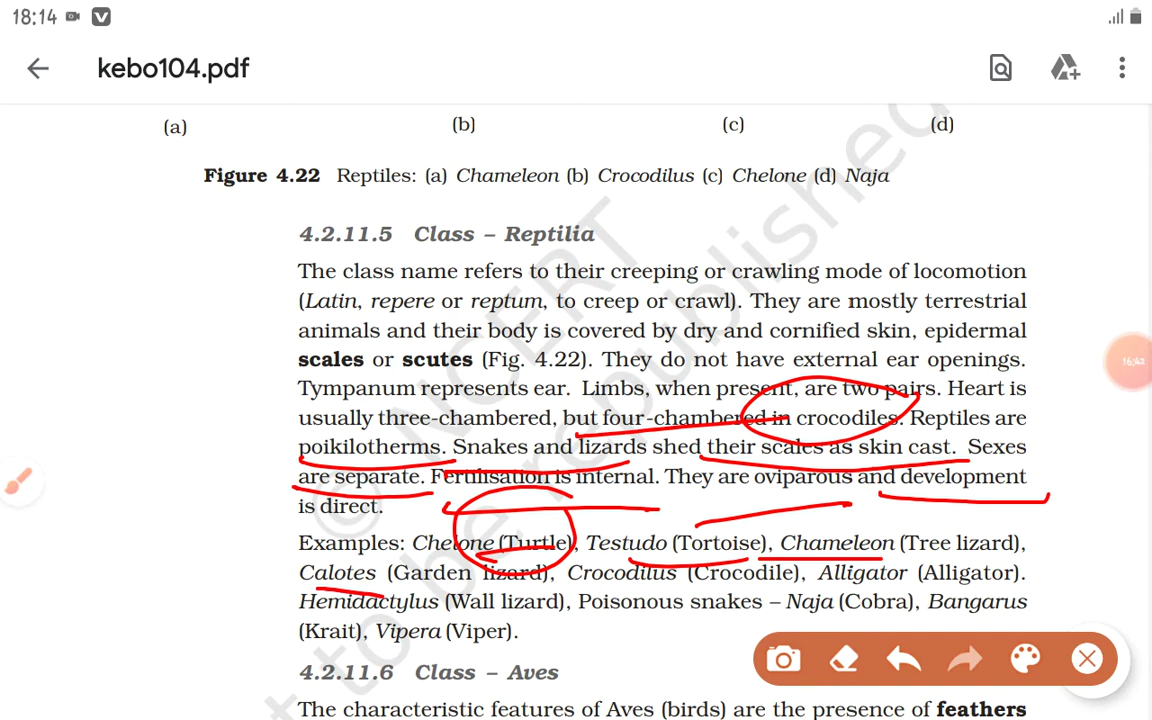 18:14
kebo104.pdf
(a) (b) (c) (d)
Figure 4.22 Reptiles: (a) Chameleon (b) Crocodilus (c) Chelone (d) Naja
4.2.11.5 Class – Reptilia
The class name refers to their creeping or crawling mode of locomotion
(Latin, repere or reptum, to creep or crawl). They are mostly terrestrial
animals and their body is covered by dry and cornified skin, epidermal
scales or scutes (Fig. 4.22). They do not have external ear openings.
Tympanum represents ear. Limbs, when present, are two pairs. Heart is
usually three-chambered, but four-chambered in crocodiles. Reptiles are
poikilotherms. Snakes and lizards shed their scales as skin cast. Sexes
are separate. Fertilisation is internal. They are oviparous and development
is direct.
Examples: Chelone (Turtle), Testudo (Tortoise), Chameleon (Tree lizard),
Calotes (Garden lizard), Crocodilus (Crocodile), Alligator (Alligator).
Hemidactylus (Wall lizard), Poisonous snakes – Naja (Cobra), Bangarus
(Krait), Vipera (Viper).
4.2.11.6 Class – Aves
The characteristic features of Aves (birds) are the presence of feathers
© NCERT
to be republished
16:42